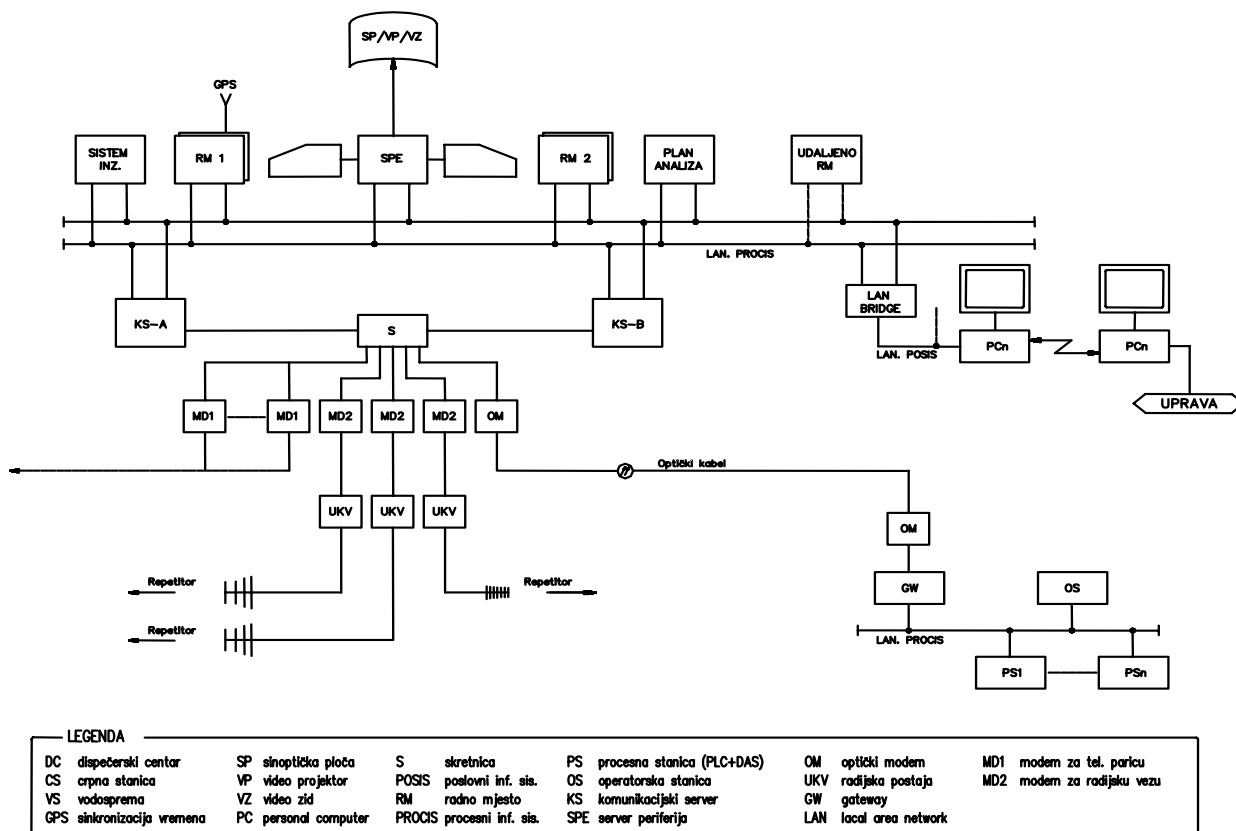 SP/VP/VZ
GPS
SISTEM
INZ.
RM 1
SPE
RM 2
PLAN
ANALIZA
UDALJENO
RM
LAN. PROCIS
KS-A
S
KS-B
LAN
BRIDGE
LAN. POSIS
PCn
PCn
UPRAVA
MD1
MD1
MD2
MD2
MD2
OM
Optički kabel
UKV
UKV
UKV
OM
Repetitor
Repetitor
GW
OS
Repetitor
LAN. PROCIS
PS1
PSn
LEGENDA
DC dispečerski centar
CS crpna stanica
VS vodosprema
GPS sinkronizacija vremena
SP sinoptička ploča
VP video projektor
VZ video zid
PC personal computer
S skretnica
POSIS poslovni inf. sis.
RM radno mjesto
PROCIS procesni inf. sis.
PS procesna stanica (PLC+DAS)
OS operatorska stanica
KS komunikacijski server
SPE server periferija
OM optički modem
UKV radijska postaja
GW gateway
LAN lacal area network
MD1 modem za tel. paricu
MD2 modem za radijsku vezu